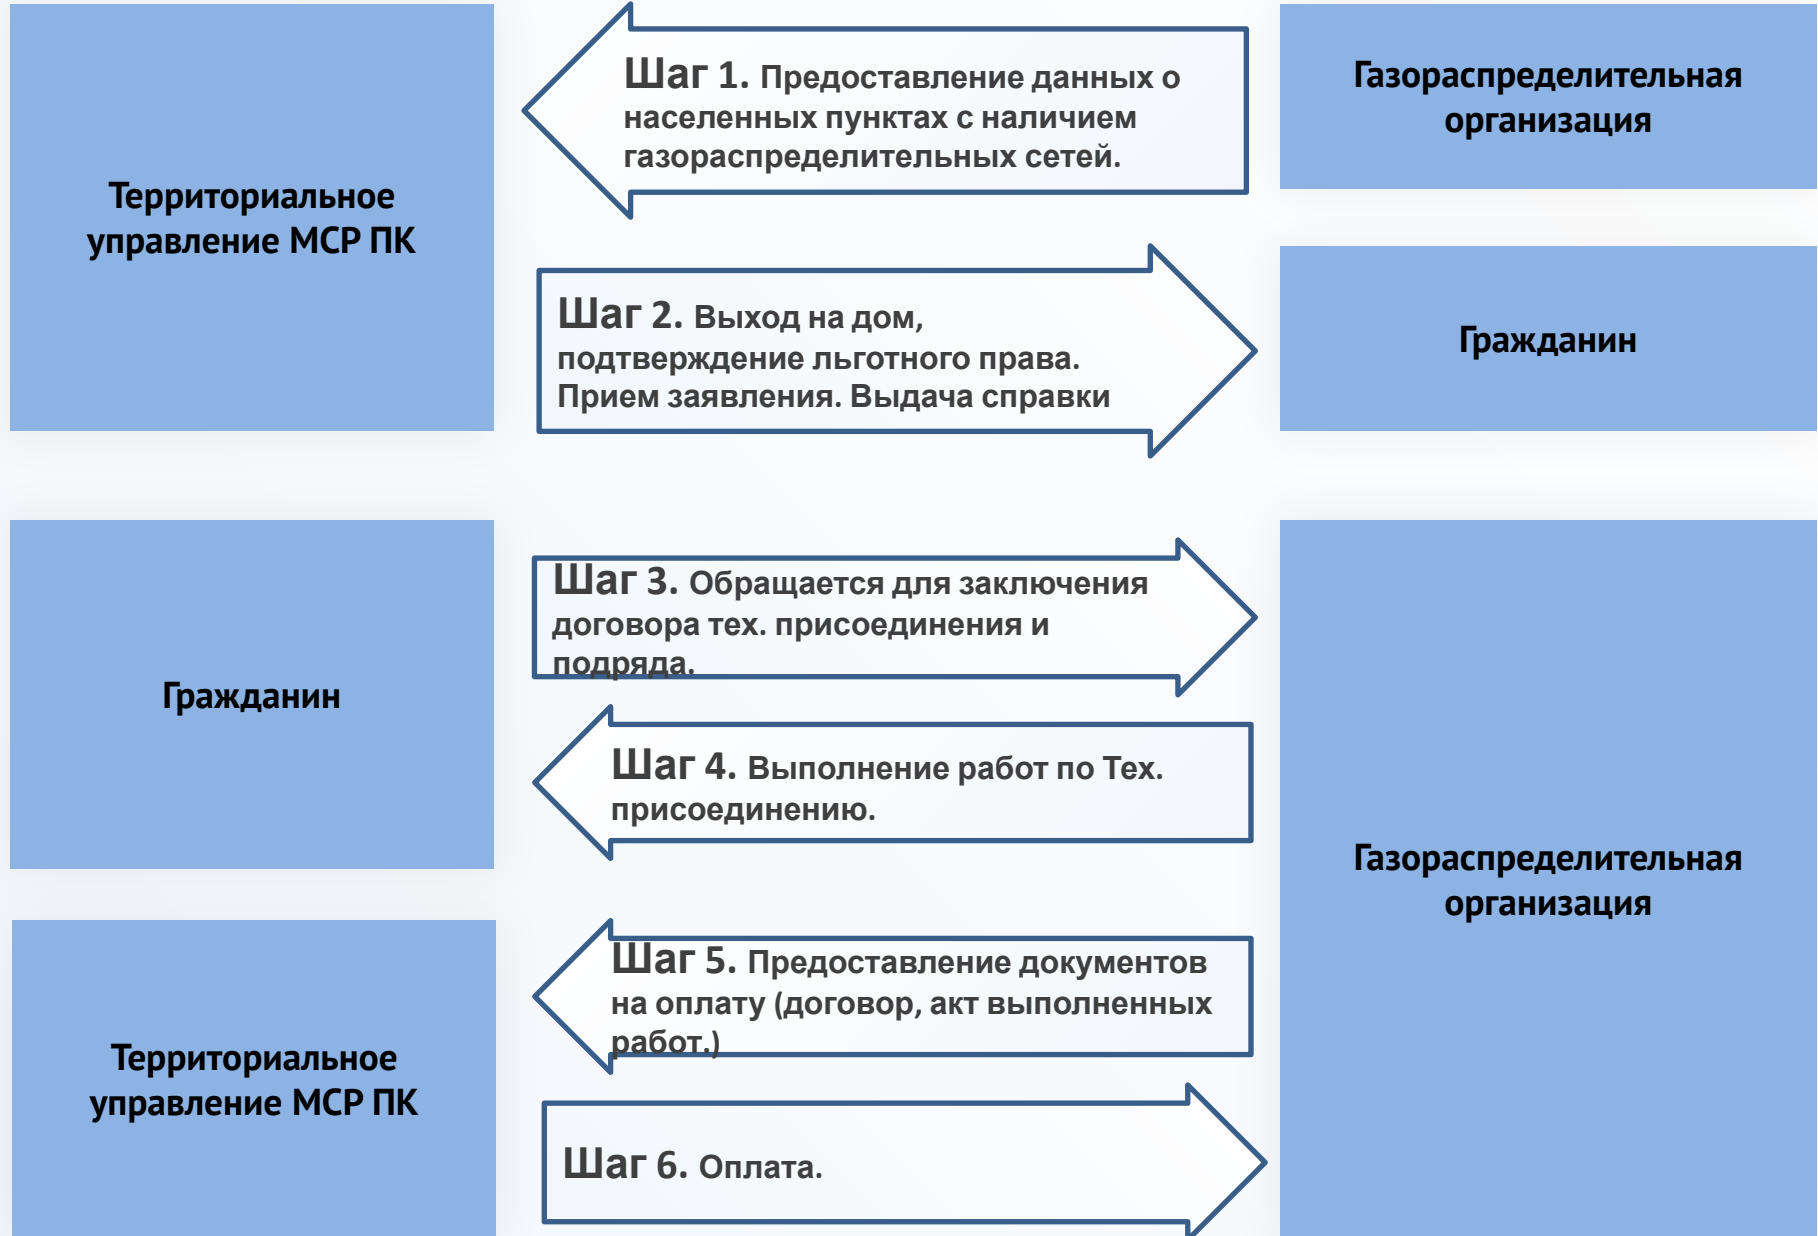 Территориальное
управление МСР ПК
Шаг 1. Предоставление данных о
населенных пунктах с наличием
газораспределительных сетей.
Газораспределительная
организация
Шаг 2. Выход на дом,
подтверждение льготного права.
Прием заявления. Выдача справки
Гражданин
Гражданин
Шаг 3. Обращается для заключения
договора тех. присоединения и
подряда.
Шаг 4. Выполнение работ по Тех.
присоединению.
Газораспределительная
организация
Территориальное
управление МСР ПК
Шаг 5. Предоставление документов
на оплату (договор, акт выполненных
работ.)
Шаг 6. Оплата.